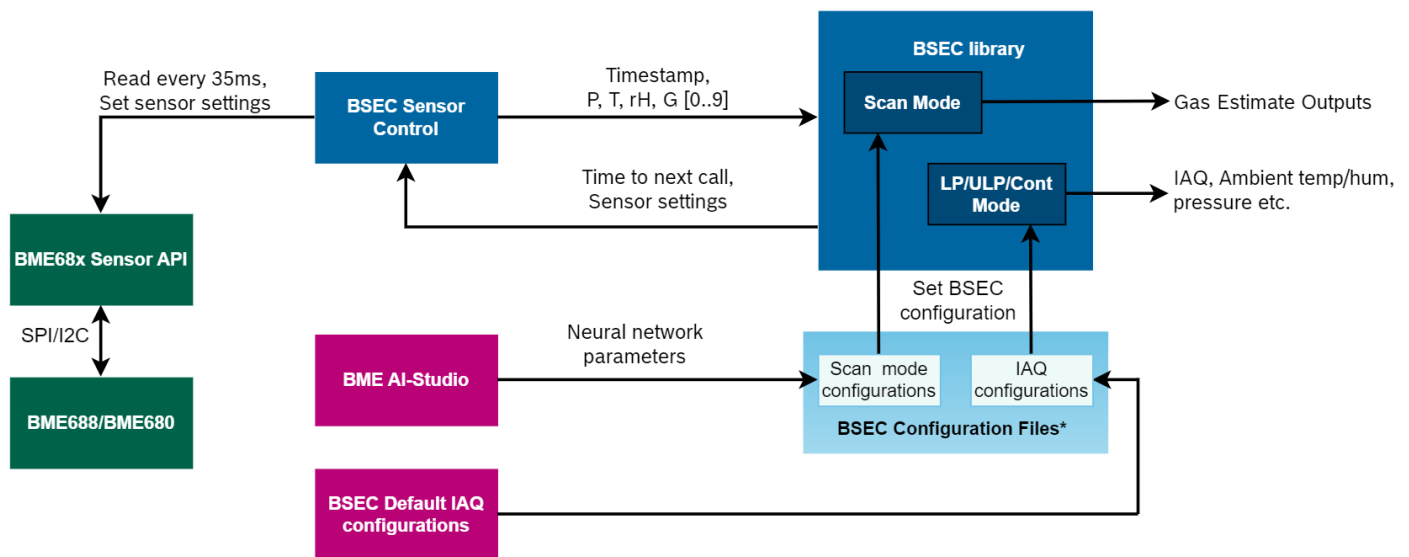 BSEC library
Read every 35ms,
Set sensor settings
BSEC Sensor
Control
Timestamp,
P, T, rH, G [0..9]
Scan Mode
Gas Estimate Outputs
Time to next call,
Sensor settings
LP/ULP/Cont
Mode
IAQ, Ambient temp/hum,
pressure etc.
BME68x Sensor API
SPI/I2C
BME688/BME680
Set BSEC
configuration
BME AI-Studio
Neural network
parameters
Scan mode
configurations
IAQ
configurations
BSEC Configuration Files*
BSEC Default IAQ
configurations